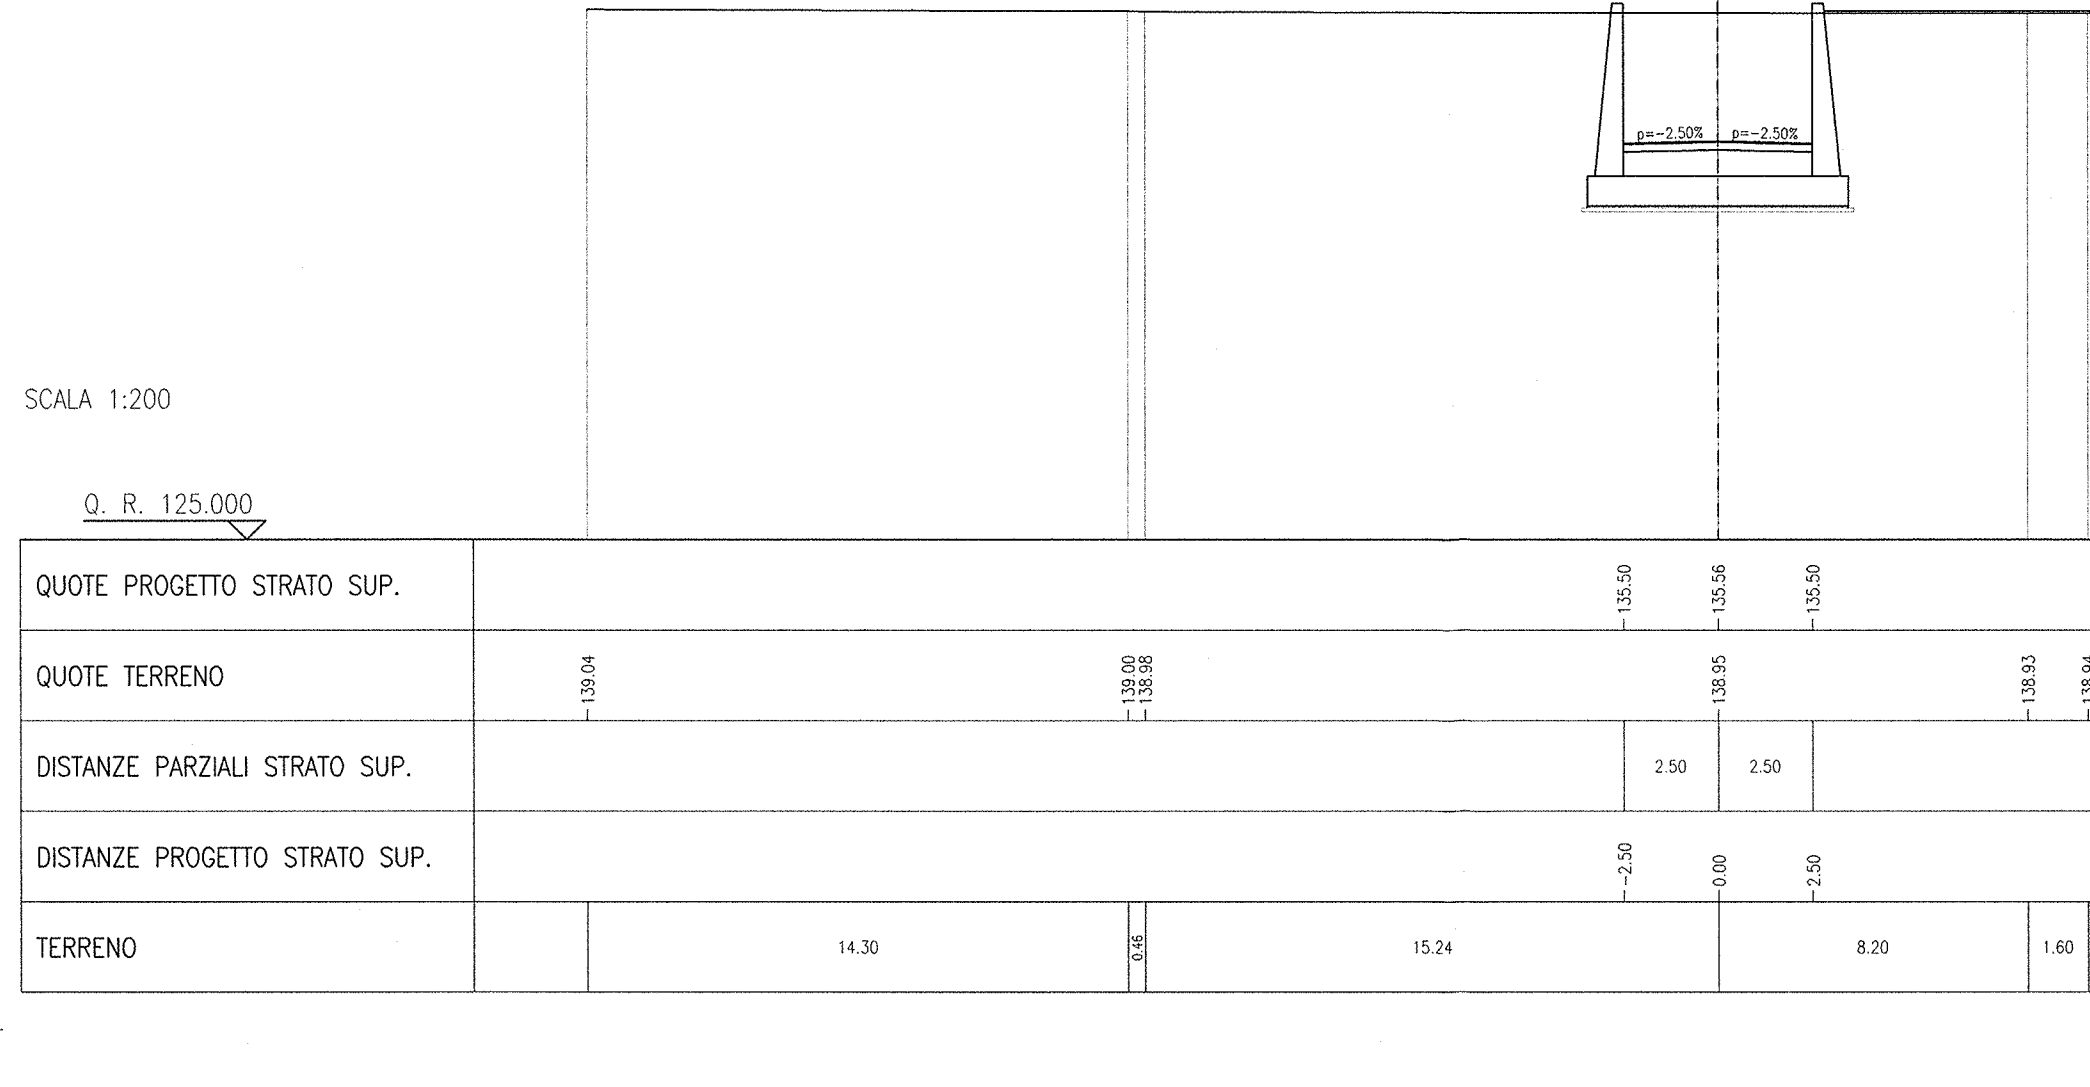 p=-2.50% p=-2.50%
SCALA 1:200
Q. R. 125.000
QUOTE PROGETTO STRATO SUP. 135.50 135.56 135.50
QUOTE TERRENO 139.04 139.00 138.98 138.95 138.93 138.94
DISTANZE PARZIALI STRATO SUP. 2.50 2.50
DISTANZE PROGETTO STRATO SUP. -2.50 0.00 2.50
TERRENO 14.30 0.46 15.24 8.20 1.60